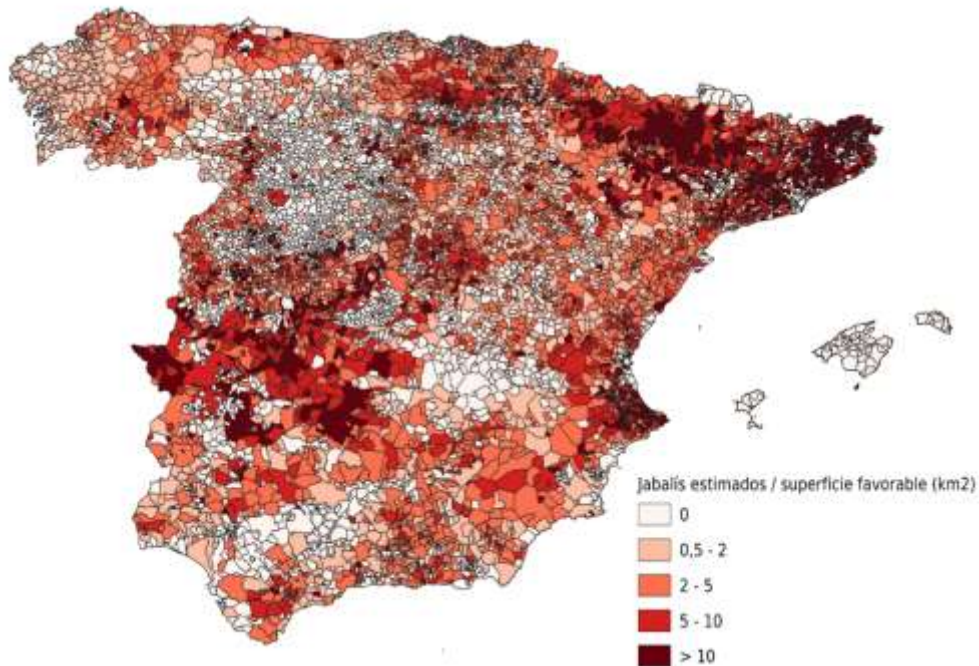 Jabalís estimados / superficie favorable (km2)
0
0,5 - 2
2 - 5
5 - 10
> 10